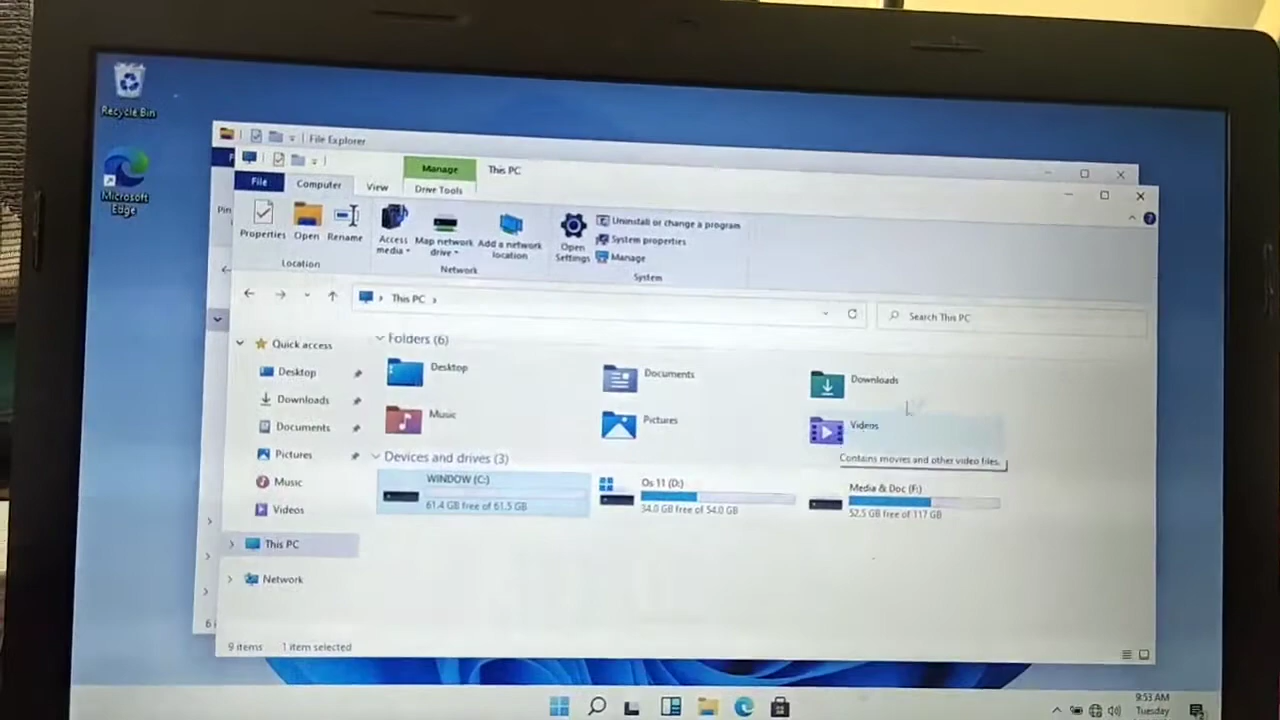 Recycle Bin
Microsoft
Edge
File Explorer
Manage
This PC
File
Computer
View
Drive Tools
Properties
Open
Rename
Access
media
Map network
drive
Add a network
location
Open
Settings
Uninstall or change a program
System properties
Manage
Location
Network
System
This PC
Search This PC
Quick access
Desktop
Downloads
Documents
Pictures
Music
Videos
This PC
Network
Folders (6)
Desktop
Documents
Downloads
Music
Pictures
Videos
Contains movies and other video files.
Devices and drives (3)
WINDOW (C:)
61.4 GB free of 61.5 GB
Os 11 (D:)
34.0 GB free of 54.0 GB
Media & Doc (F:)
52.5 GB free of 117 GB
9 items
1 item selected
9:53 AM
Tuesday